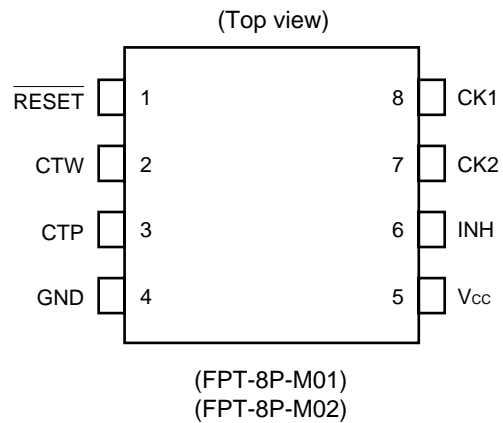 (Top view)
RESET 1 8 CK1
CTW 2 7 CK2
CTP 3 6 INH
GND 4 5 Vcc
(FPT-8P-M01)
(FPT-8P-M02)